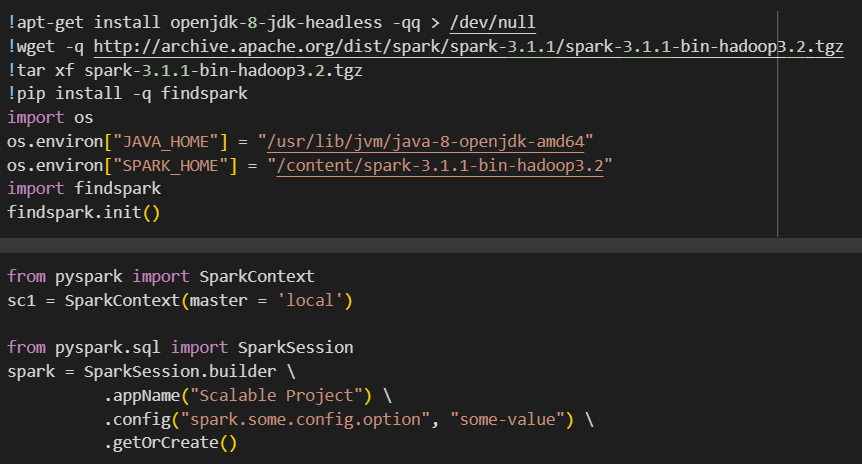 !apt-get install openjdk-8-jdk-headless -qq > /dev/null
!wget -q http://archive.apache.org/dist/spark/spark-3.1.1/spark-3.1.1-bin-hadoop3.2.tgz
!tar xf spark-3.1.1-bin-hadoop3.2.tgz
!pip install -q findspark
import os
os.environ["JAVA_HOME"] = "/usr/lib/jvm/java-8-openjdk-amd64"
os.environ["SPARK_HOME"] = "/content/spark-3.1.1-bin-hadoop3.2"
import findspark
findspark.init()
from pyspark import SparkContext
sc1 = SparkContext(master = 'local')
from pyspark.sql import SparkSession
spark = SparkSession.builder \
          .appName("Scalable Project") \
          .config("spark.some.config.option", "some-value") \
          .getOrCreate()